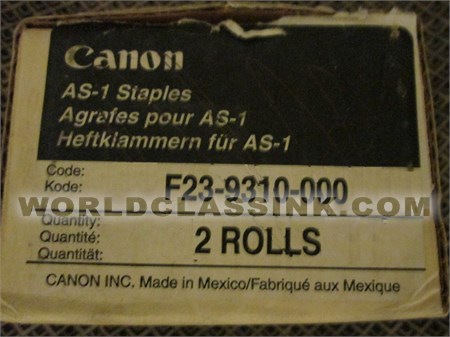 Canon
AS-1 Staples
Agrafes pour AS-1
Heftklammern für AS-1
Code:
Kode: F23-9310-000
WORLDCLASSINK.COM
Quantity:
Quantité: 2 ROLLS
Quantität:
CANON INC. Made in Mexico/Fabriqué aux Mexique